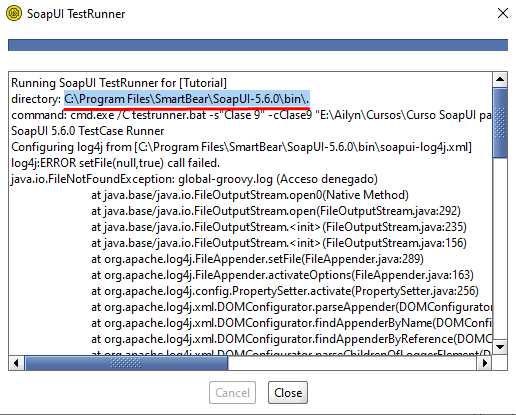 SoapUI TestRunner
Running SoapUI TestRunner for [Tutorial]
directory: C:\Program Files\SmartBear\SoapUI-5.6.0\bin\.
command: cmd.exe /C testrunner.bat -s"Clase 9" -cClase9 "E:\Ailyn\Cursos\Curso SoapUI pa
SoapUI 5.6.0 TestCase Runner
Configuring log4j from [C:\Program Files\SmartBear\SoapUI-5.6.0\bin\soapui-log4j.xml]
log4j:ERROR setFile(null,true) call failed.
java.io.FileNotFoundException: global-groovy.log (Acceso denegado)
at java.base/java.io.FileOutputStream.open0(Native Method)
at java.base/java.io.FileOutputStream.open(FileOutputStream.java:292)
at java.base/java.io.FileOutputStream.<init>(FileOutputStream.java:235)
at java.base/java.io.FileOutputStream.<init>(FileOutputStream.java:156)
at org.apache.log4j.FileAppender.setFile(FileAppender.java:289)
at org.apache.log4j.FileAppender.activateOptions(FileAppender.java:163)
at org.apache.log4j.config.PropertySetter.activate(PropertySetter.java:256)
at org.apache.log4j.xml.DOMConfigurator.parseAppender(DOMConfigurator
at org.apache.log4j.xml.DOMConfigurator.findAppenderByName(DOMConfi
at org.apache.log4j.xml.DOMConfigurator.findAppenderByReference(DOMC
at org.apache.log4j.xml.DOMConfigurator.parseChildrenOfLoggerElement(D
Cancel
Close